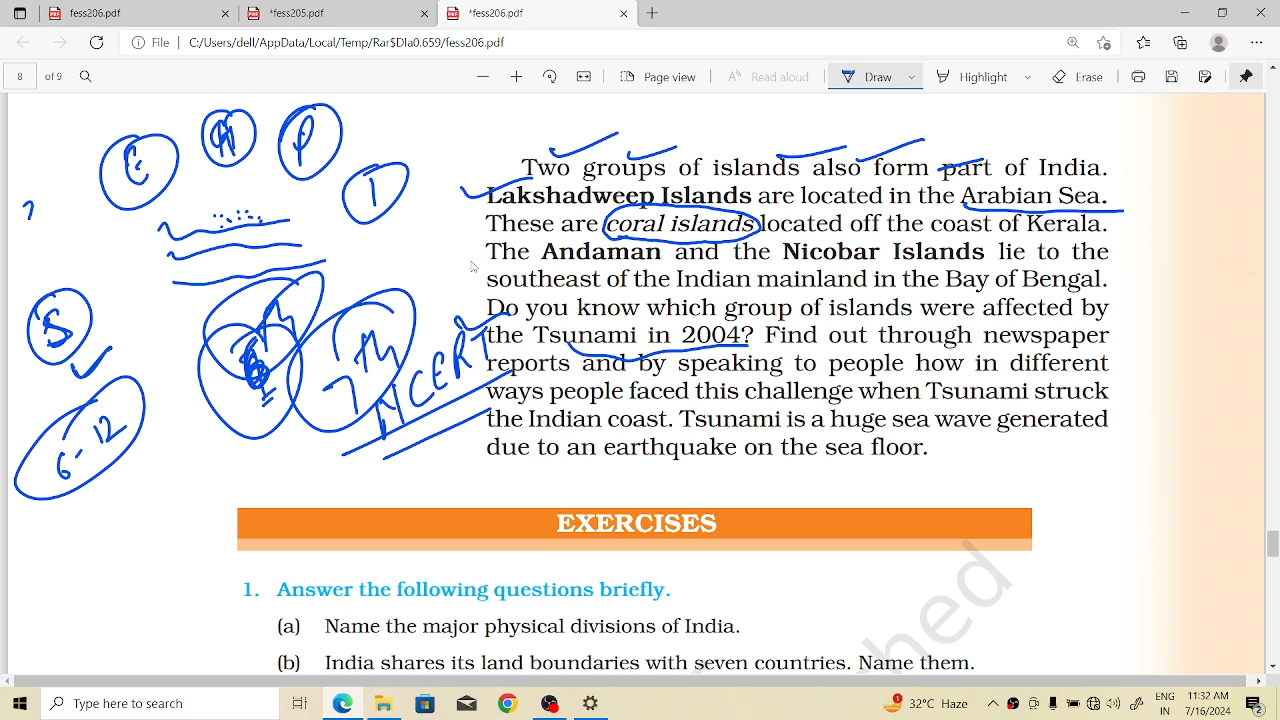 fess206.pdf
*fess205.pdf
*fess206.pdf
File
C:/Users/dell/AppData/Local/Temp/Rar$DIa0.659/fess206.pdf
8 of 9
Page view
Read aloud
Draw
Highlight
Erase
E
H
P
I
S
6-12
7
NCERT
Two groups of islands also form part of India.
Lakshadweep Islands are located in the Arabian Sea.
These are coral islands located off the coast of Kerala.
The Andaman and the Nicobar Islands lie to the
southeast of the Indian mainland in the Bay of Bengal.
Do you know which group of islands were affected by
the Tsunami in 2004? Find out through newspaper
reports and by speaking to people how in different
ways people faced this challenge when Tsunami struck
the Indian coast. Tsunami is a huge sea wave generated
due to an earthquake on the sea floor.
EXERCISES
1. Answer the following questions briefly.
(a) Name the major physical divisions of India.
(b) India shares its land boundaries with seven countries. Name them.
shed
Type here to search
1
32°C Haze
ENG
IN
11:32 AM
7/16/2024
2